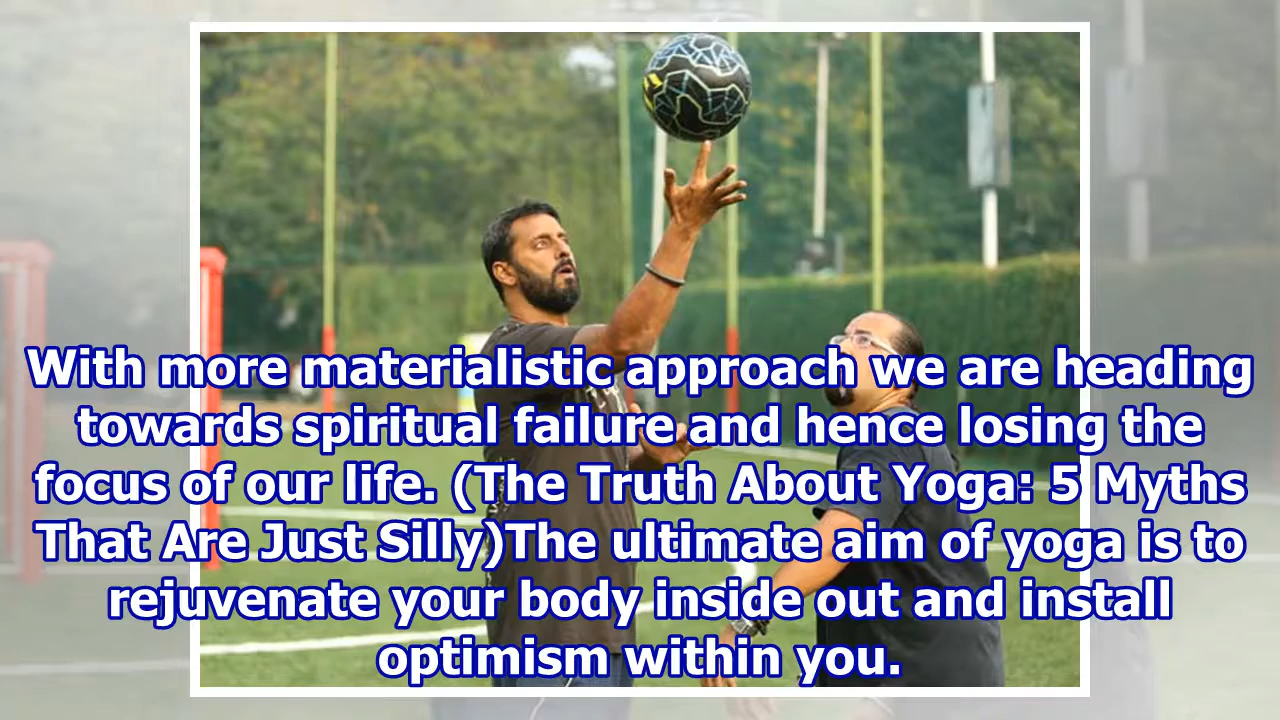 With more materialistic approach we are heading
towards spiritual failure and hence losing the
focus of our life. (The Truth About Yoga: 5 Myths
That Are Just Silly)The ultimate aim of yoga is to
rejuvenate your body inside out and install
optimism within you.